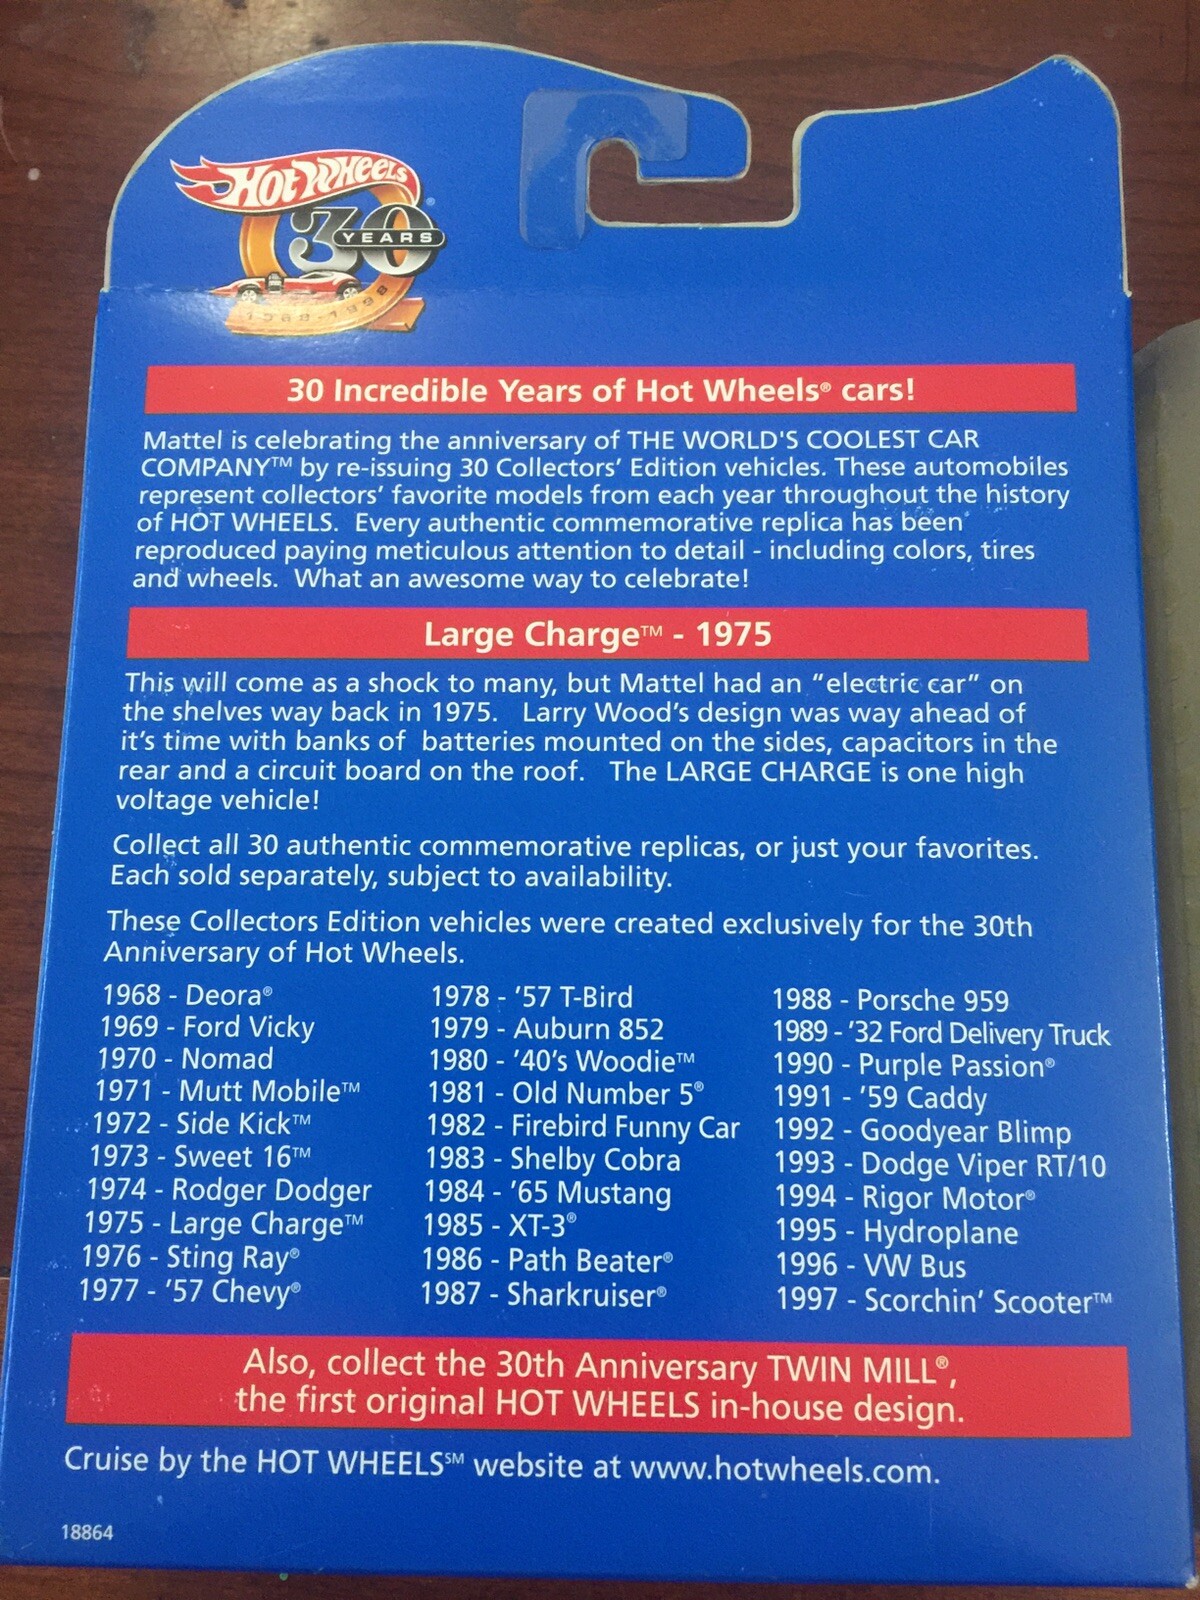 HOT WHEELS
30
YEARS ®
1968-1998
30 Incredible Years of Hot Wheels® cars!
Mattel is celebrating the anniversary of THE WORLD'S COOLEST CAR
COMPANY™ by re-issuing 30 Collectors' Edition vehicles. These automobiles
represent collectors' favorite models from each year throughout the history
of HOT WHEELS. Every authentic commemorative replica has been
reproduced paying meticulous attention to detail - including colors, tires
and wheels. What an awesome way to celebrate!
Large Charge™ - 1975
This will come as a shock to many, but Mattel had an “electric car” on
the shelves way back in 1975. Larry Wood's design was way ahead of
it's time with banks of batteries mounted on the sides, capacitors in the
rear and a circuit board on the roof. The LARGE CHARGE is one high
voltage vehicle!
Collect all 30 authentic commemorative replicas, or just your favorites.
Each sold separately, subject to availability.
These Collectors Edition vehicles were created exclusively for the 30th
Anniversary of Hot Wheels.
1968 - Deora®
1969 - Ford Vicky
1970 - Nomad
1971 - Mutt Mobile™
1972 - Side Kick™
1973 - Sweet 16™
1974 - Rodger Dodger
1975 - Large Charge™
1976 - Sting Ray®
1977 - '57 Chevy®
1978 - '57 T-Bird
1979 - Auburn 852
1980 - '40's Woodie™
1981 - Old Number 5®
1982 - Firebird Funny Car
1983 - Shelby Cobra
1984 - '65 Mustang
1985 - XT-3®
1986 - Path Beater®
1987 - Sharkruiser®
1988 - Porsche 959
1989 - '32 Ford Delivery Truck
1990 - Purple Passion®
1991 - '59 Caddy
1992 - Goodyear Blimp
1993 - Dodge Viper RT/10
1994 - Rigor Motor®
1995 - Hydroplane
1996 - VW Bus
1997 - Scorchin' Scooter™
Also, collect the 30th Anniversary TWIN MILL®,
the first original HOT WHEELS in-house design.
Cruise by the HOT WHEELS℠ website at www.hotwheels.com.
18864